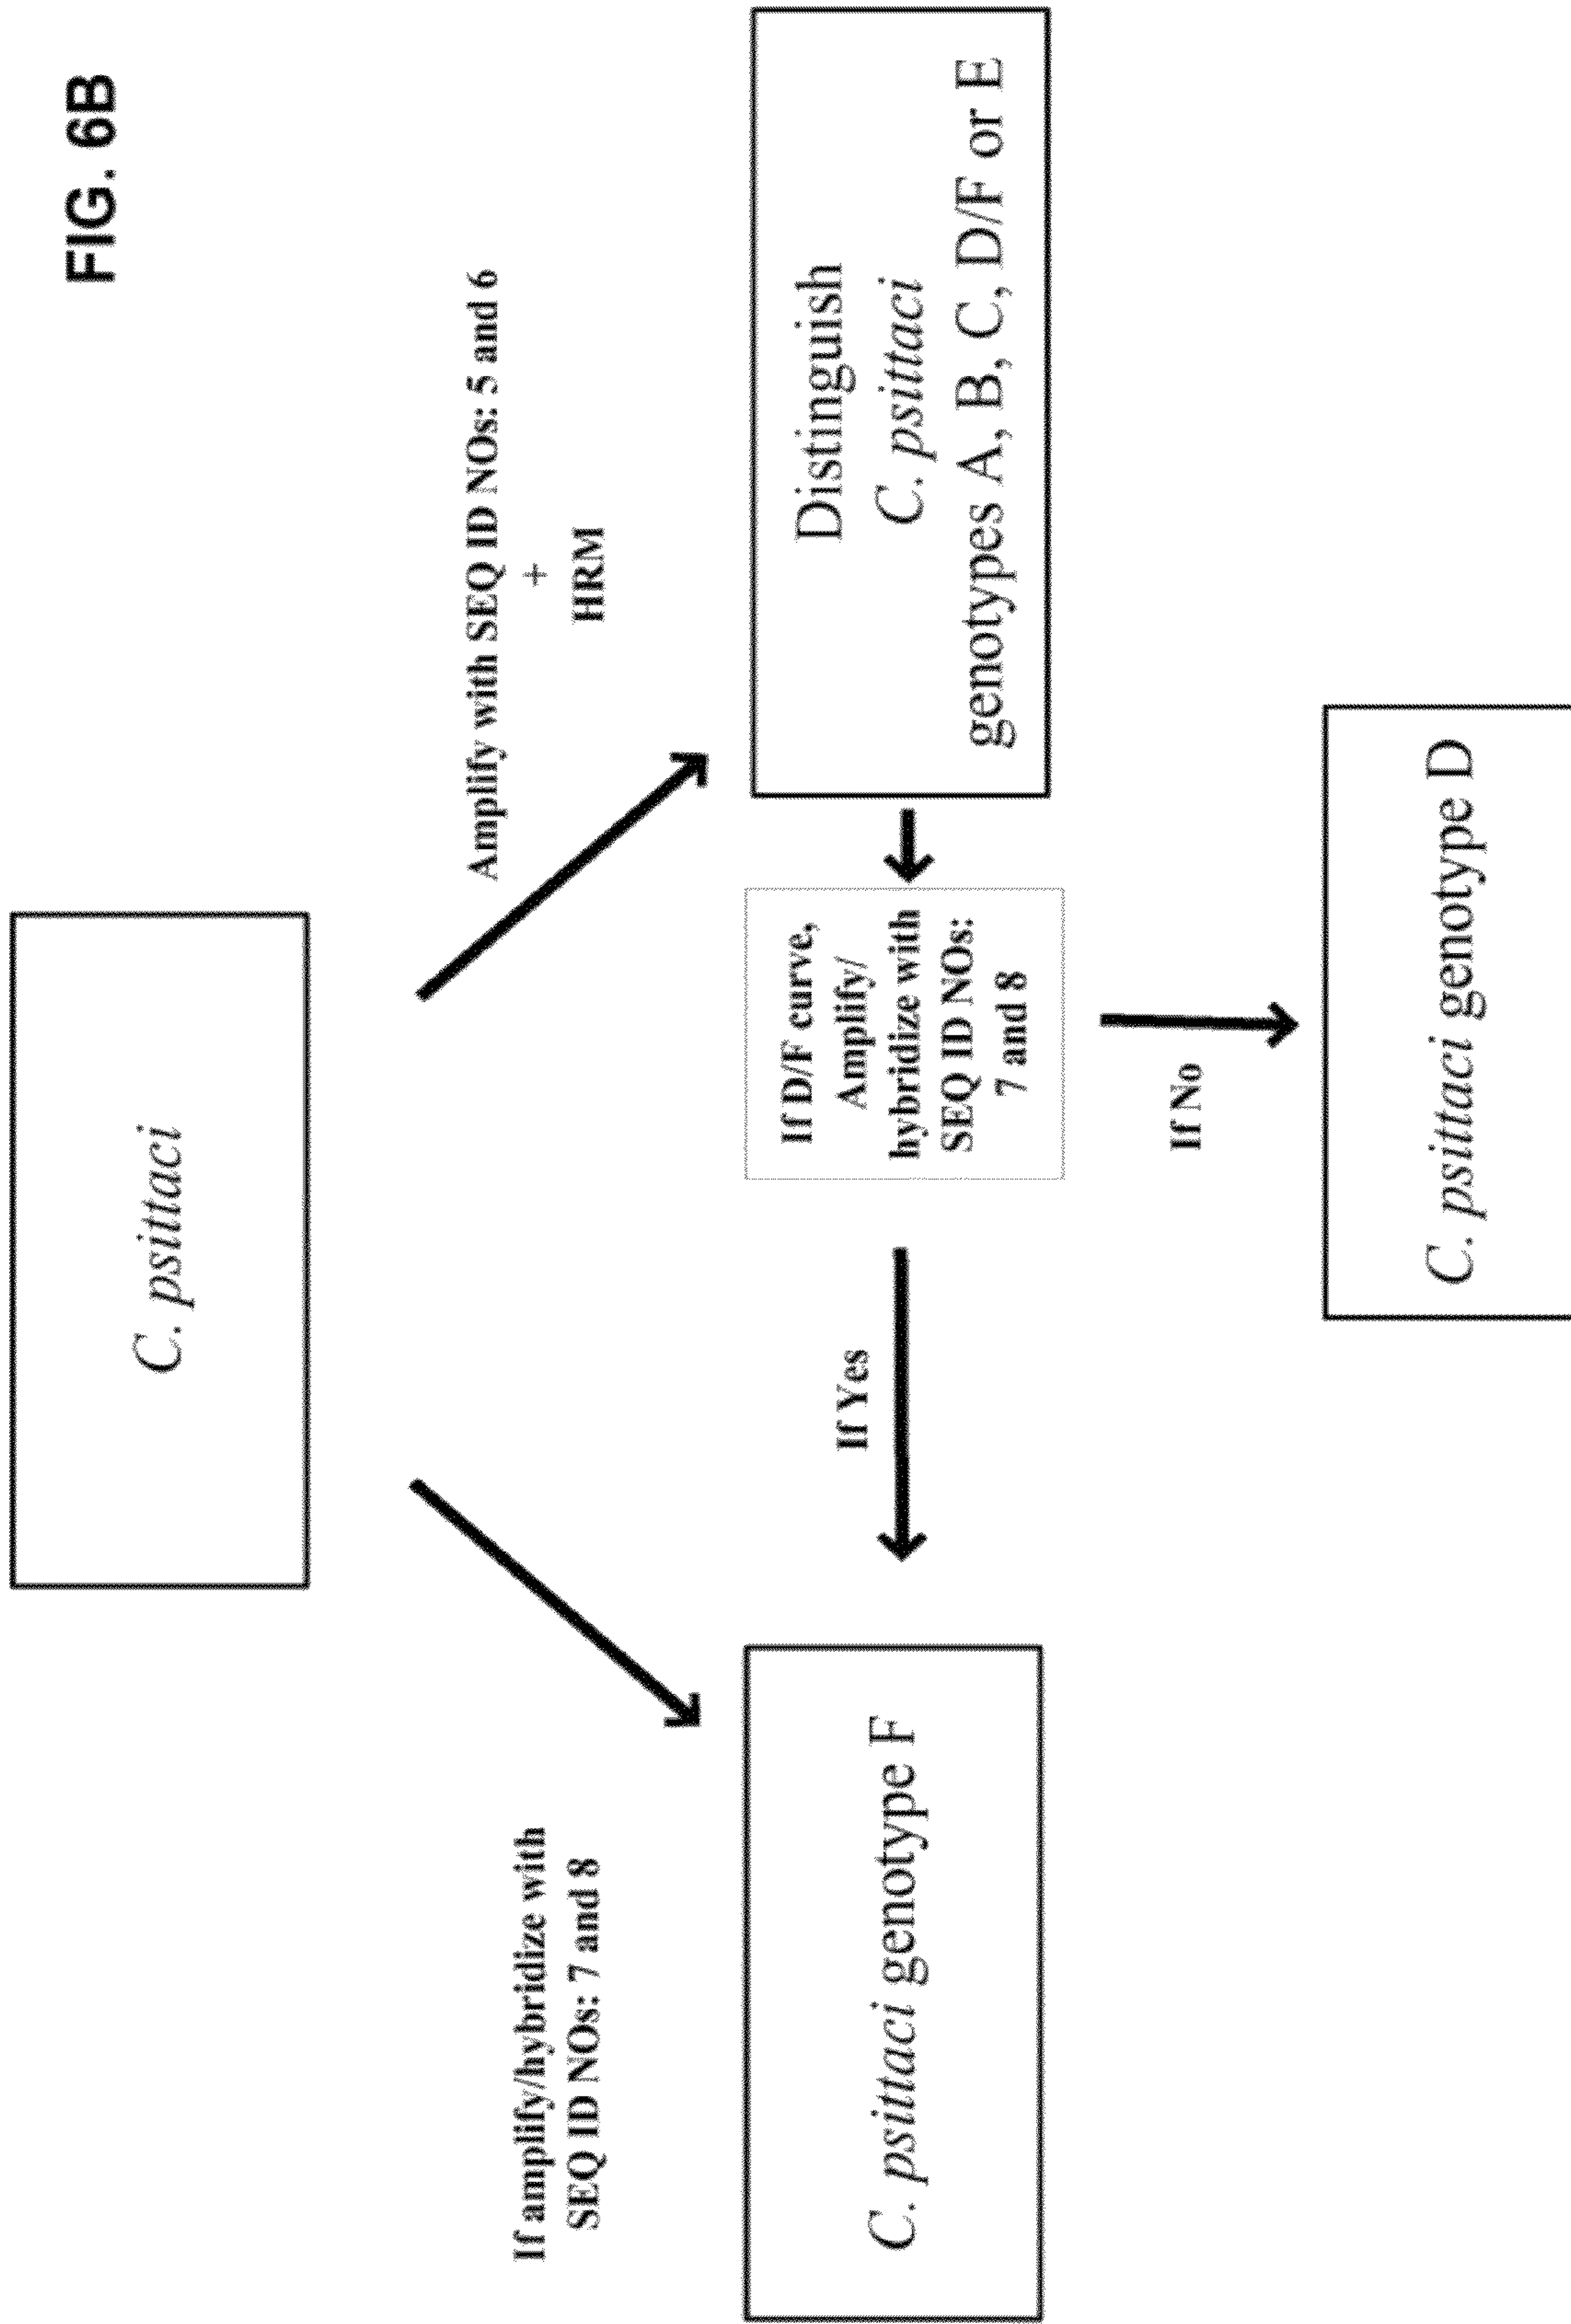 FIG. 6B
C. psittaci
If amplify/hybridize with
SEQ ID NOs: 7 and 8
Amplify with SEQ ID NOs: 5 and 6
+
HRM
C. psittaci genotype F
If Yes
If D/F curve,
Amplify/
hybridize with
SEQ ID NOs:
7 and 8
Distinguish
C. psittaci
genotypes A, B, C, D/F or E
If No
C. psittaci genotype D